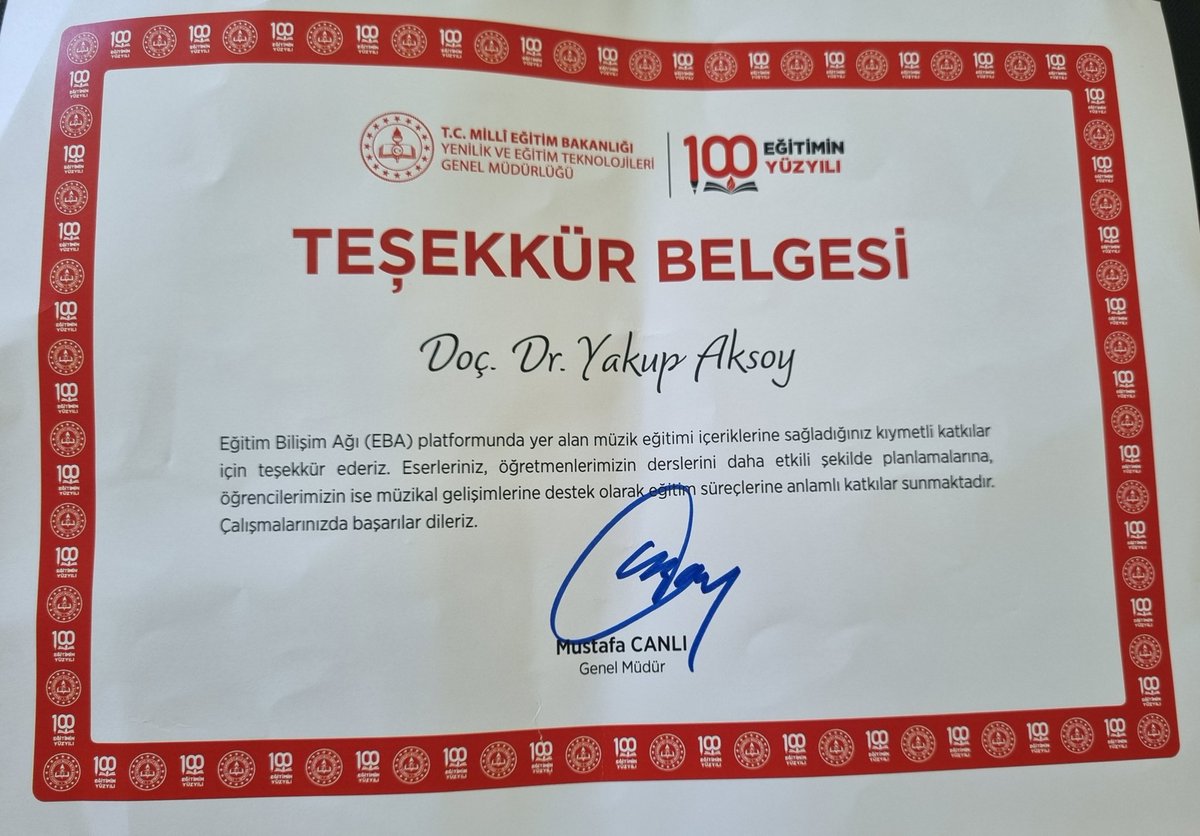 T.C. MİLLÎ EĞİTİM BAKANLIĞI
YENİLİK VE EĞİTİM TEKNOLOJİLERİ
GENEL MÜDÜRLÜĞÜ
100 EĞİTİMİN
YÜZYILI
TEŞEKKÜR BELGESİ
Doç. Dr. Yakup Aksoy
Eğitim Bilişim Ağı (EBA) platformunda yer alan müzik eğitimi içeriklerine sağladığınız kıymetli katkılar
için teşekkür ederiz. Eserleriniz, öğretmenlerimizin derslerini daha etkili şekilde planlamalarına,
öğrencilerimizin ise müzikal gelişimlerine destek olarak eğitim süreçlerine anlamlı katkılar sunmaktadır.
Çalışmalarınızda başarılar dileriz.
Mustafa CANLI
Genel Müdür